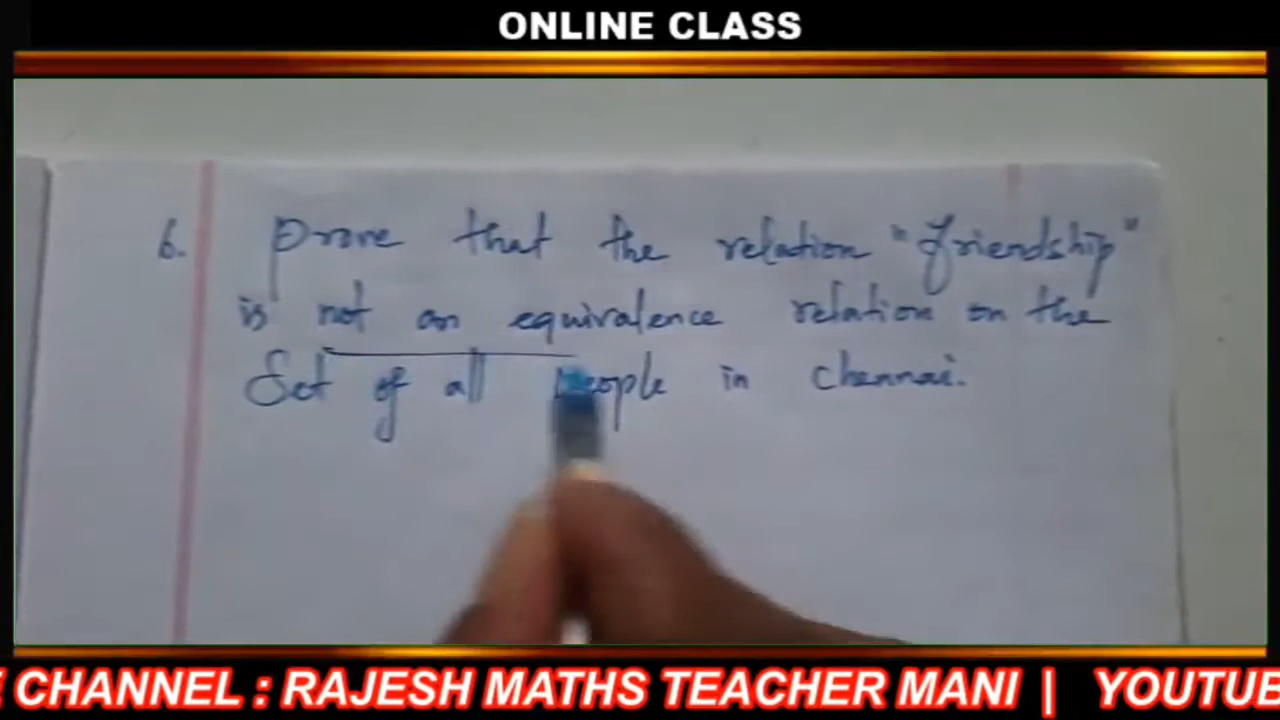 ONLINE CLASS
6. Prove that the relation "friendship"
is not an equivalence relation on the
Set of all people in Chennai.
E CHANNEL : RAJESH MATHS TEACHER MANI | YOUTUB